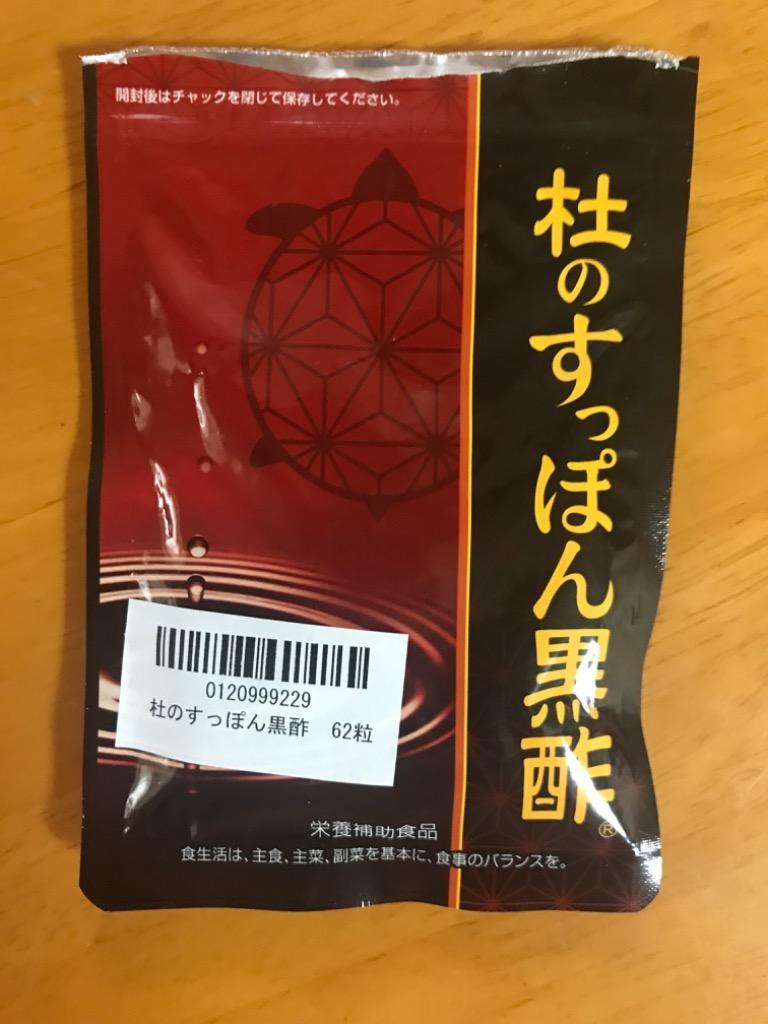 開封後はチャックを閉じて保存してください。
杜のすっぽん黒酢®
0120999229
杜のすっぽん黒酢　62粒
栄養補助食品
食生活は、主食、主菜、副菜を基本に、食事のバランスを。